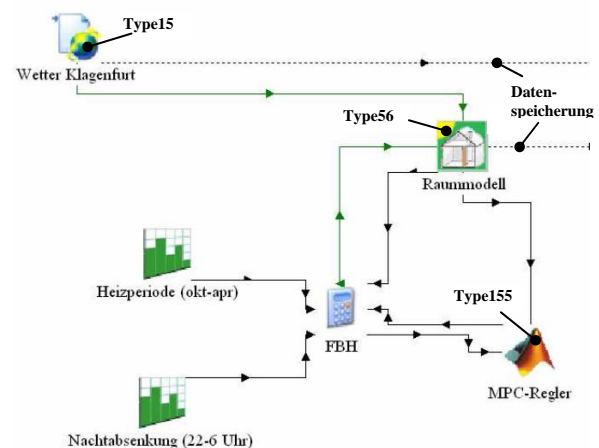 Type15
Wetter Klagenfurt
Daten-
speicherung
Type56
Raummodell
Heizperiode (okt-apr)
Type155
FBH
MPC-Regler
Nachtabsenkung (22-6 Uhr)